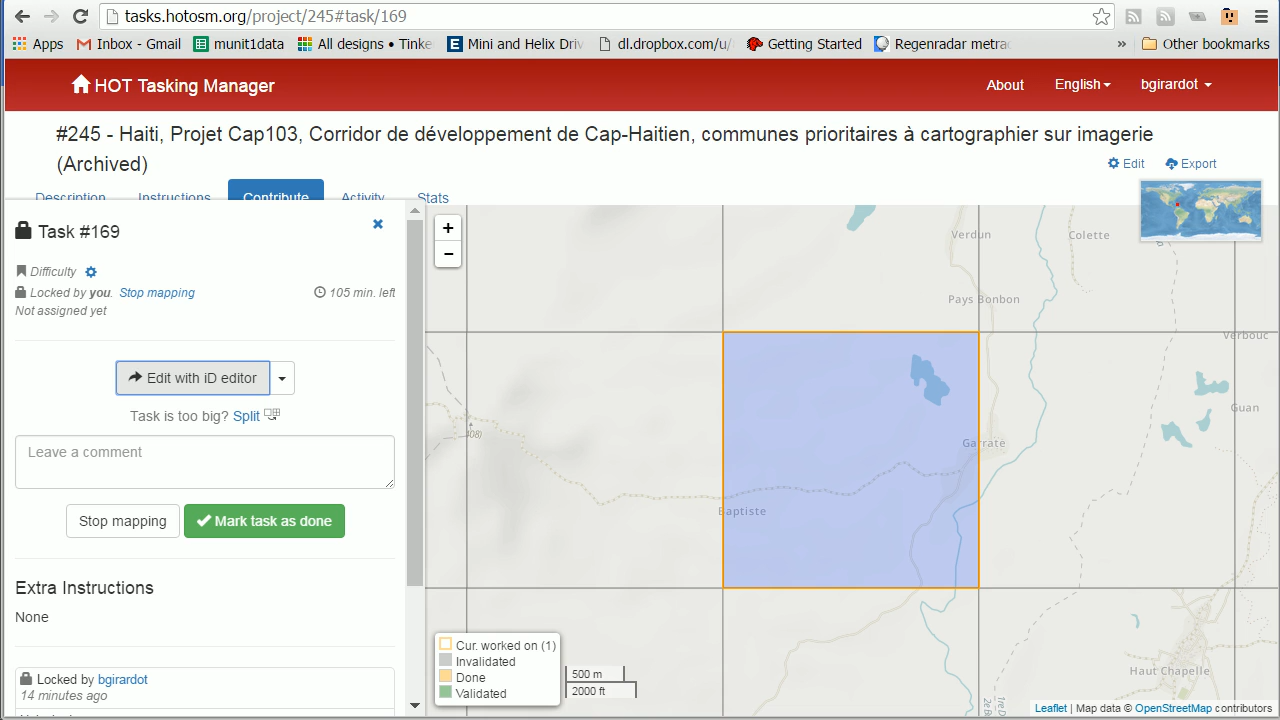 tasks.hotosm.org/project/245#task/169
Apps Inbox - Gmail munit1data All designs • Tinke Mini and Helix Driv dl.dropbox.com/u/ Getting Started Regenradar metra » Other bookmarks
HOT Tasking Manager About English bgirardot
#245 - Haiti, Projet Cap103, Corridor de développement de Cap-Haitien, communes prioritaires à cartographier sur imagerie
(Archived)
Edit Export
Description Instructions Contribute Activity Stats
Task #169
Difficulty
Locked by you. Stop mapping 105 min. left
Not assigned yet
Edit with iD editor
Task is too big? Split
Leave a comment
Stop mapping Mark task as done
Extra Instructions
None
Locked by bgirardot
14 minutes ago
+
−
Verdun
Colette
Pays Bonbon
Verbouc
Guan
408)
Garrate
Baptiste
Haut Chapelle
Cur. worked on (1)
Invalidated
Done
Validated
500 m
2000 ft
Leaflet | Map data © OpenStreetMap contributors